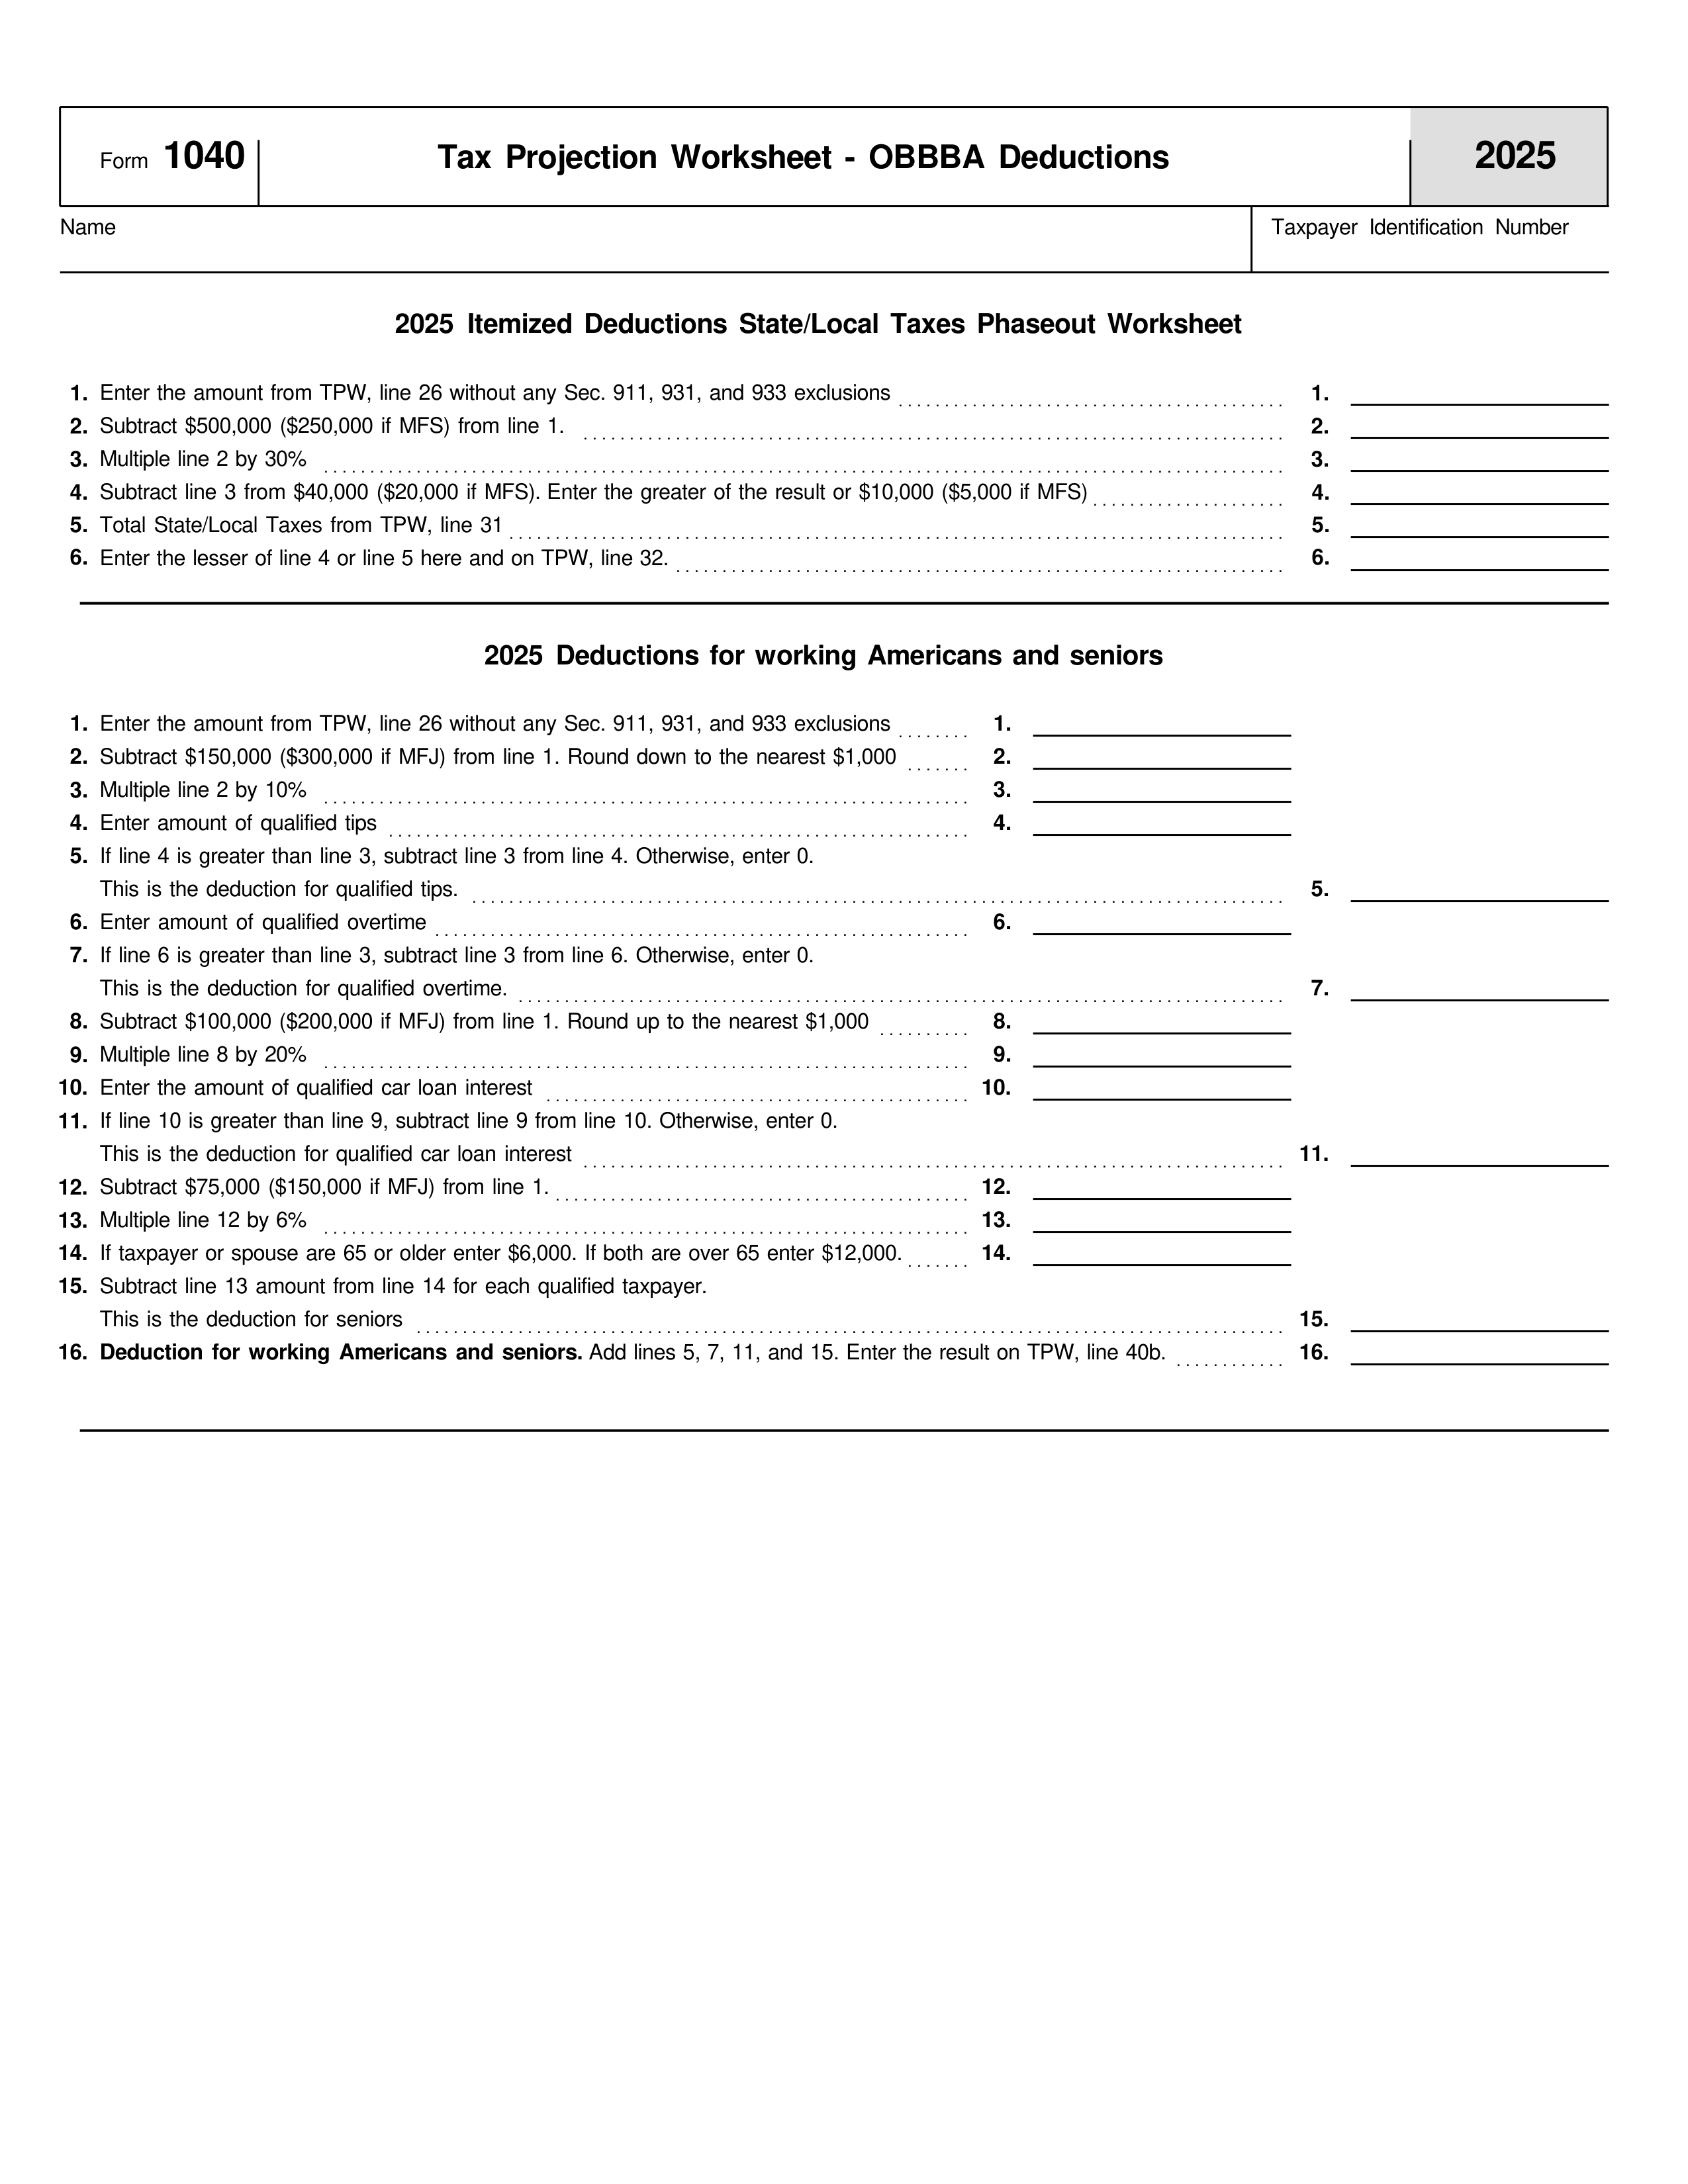 Form 1040 Tax Projection Worksheet - OBBBA Deductions 2025
Name Taxpayer Identification Number
2025 Itemized Deductions State/Local Taxes Phaseout Worksheet
1. Enter the amount from TPW, line 26 without any Sec. 911, 931, and 933 exclusions 1.
2. Subtract $500,000 ($250,000 if MFS) from line 1. 2.
3. Multiple line 2 by 30% 3.
4. Subtract line 3 from $40,000 ($20,000 if MFS). Enter the greater of the result or $10,000 ($5,000 if MFS) 4.
5. Total State/Local Taxes from TPW, line 31 5.
6. Enter the lesser of line 4 or line 5 here and on TPW, line 32. 6.
2025 Deductions for working Americans and seniors
1. Enter the amount from TPW, line 26 without any Sec. 911, 931, and 933 exclusions 1.
2. Subtract $150,000 ($300,000 if MFJ) from line 1. Round down to the nearest $1,000 2.
3. Multiple line 2 by 10% 3.
4. Enter amount of qualified tips 4.
5. If line 4 is greater than line 3, subtract line 3 from line 4. Otherwise, enter 0.
This is the deduction for qualified tips. 5.
6. Enter amount of qualified overtime 6.
7. If line 6 is greater than line 3, subtract line 3 from line 6. Otherwise, enter 0.
This is the deduction for qualified overtime. 7.
8. Subtract $100,000 ($200,000 if MFJ) from line 1. Round up to the nearest $1,000 8.
9. Multiple line 8 by 20% 9.
10. Enter the amount of qualified car loan interest 10.
11. If line 10 is greater than line 9, subtract line 9 from line 10. Otherwise, enter 0.
This is the deduction for qualified car loan interest 11.
12. Subtract $75,000 ($150,000 if MFJ) from line 1. 12.
13. Multiple line 12 by 6% 13.
14. If taxpayer or spouse are 65 or older enter $6,000. If both are over 65 enter $12,000. 14.
15. Subtract line 13 amount from line 14 for each qualified taxpayer.
This is the deduction for seniors 15.
16. Deduction for working Americans and seniors. Add lines 5, 7, 11, and 15. Enter the result on TPW, line 40b. 16.